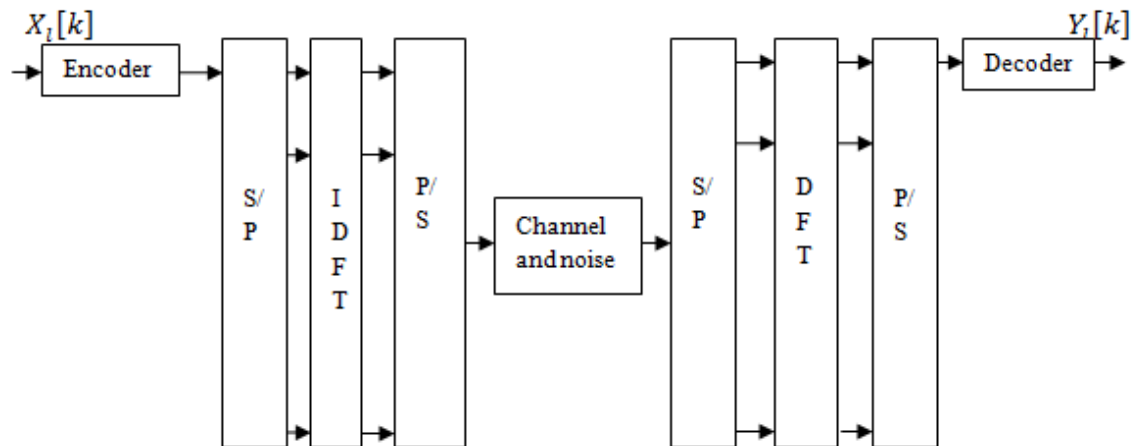 X_l[k]
Y_l[k]
Encoder
S/
P
I
D
F
T
P/
S
Channel
and noise
S/
P
D
F
T
P/
S
Decoder